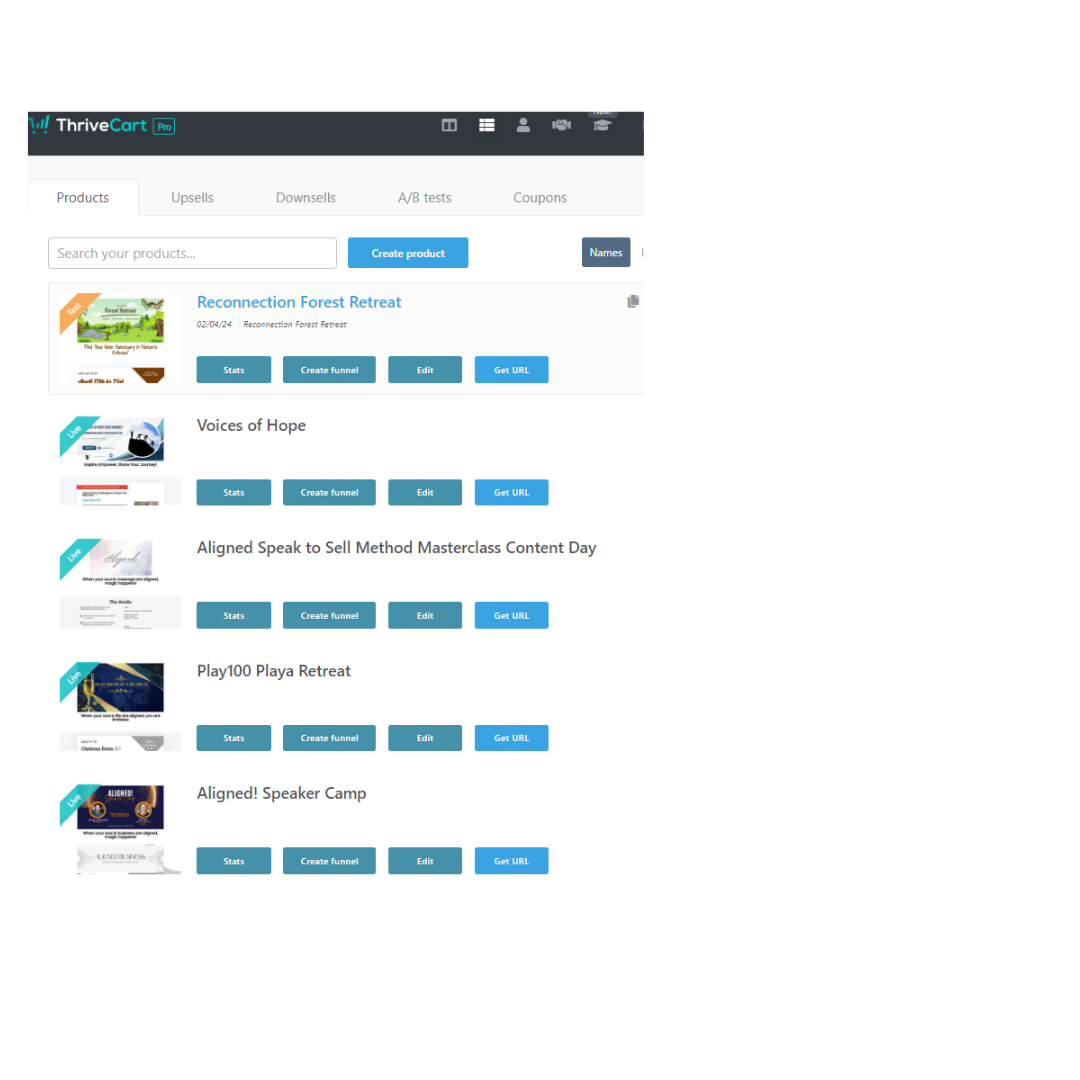 ThriveCart Pro
Products
Upsells
Downsells
A/B tests
Coupons
Search your products...
Create product
Names
Test
Forest Retreat
"Find Your Inner Sanctuary in Nature's
Embrace"
April 17th to 21st
Reconnection Forest Retreat
02/04/24
Reconnection Forest Retreat
Stats
Create funnel
Edit
Get URL
Live
Inspire, Empower, Share Your Journey!
Voices of Hope
Stats
Create funnel
Edit
Get URL
Live
Aligned
When your soul & message are aligned,
magic happens!
The details
Aligned Speak to Sell Method Masterclass Content Day
Stats
Create funnel
Edit
Get URL
Live
When your soul & life are aligned, you are
limitless!
Play100 Playa Retreat
Stats
Create funnel
Edit
Get URL
Live
ALIGNED!
Speaker Camp
When your soul & business are aligned,
magic happens!
ALIGNED BUSINESS
Aligned! Speaker Camp
Stats
Create funnel
Edit
Get URL